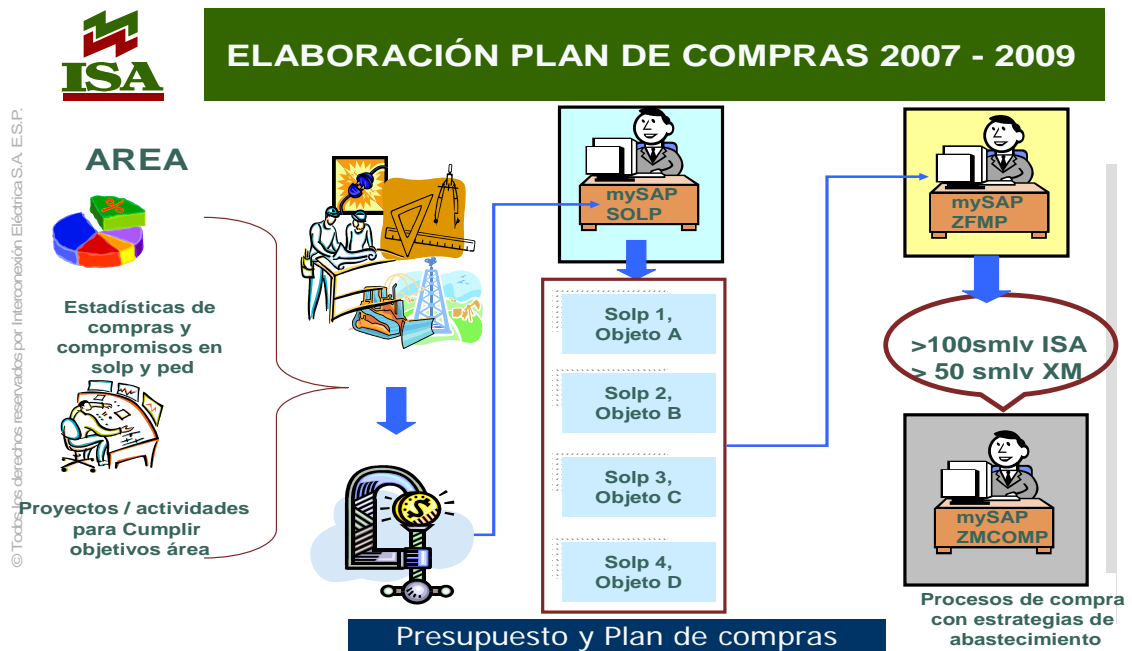 ISA
ELABORACIÓN PLAN DE COMPRAS 2007 - 2009
© Todos los derechos reservados por Interconexión Eléctrica S.A. E.S.P.
AREA
Estadísticas de
compras y
compromisos en
solp y ped
Proyectos / actividades
para Cumplir
objetivos área
mySAP
SOLP
Solp 1,
Objeto A
Solp 2,
Objeto B
Solp 3,
Objeto C
Solp 4,
Objeto D
mySAP
ZFMP
>100smlv ISA
> 50 smlv XM
mySAP
ZMCOMP
Procesos de compra
con estrategias de
abastecimiento
Presupuesto y Plan de compras